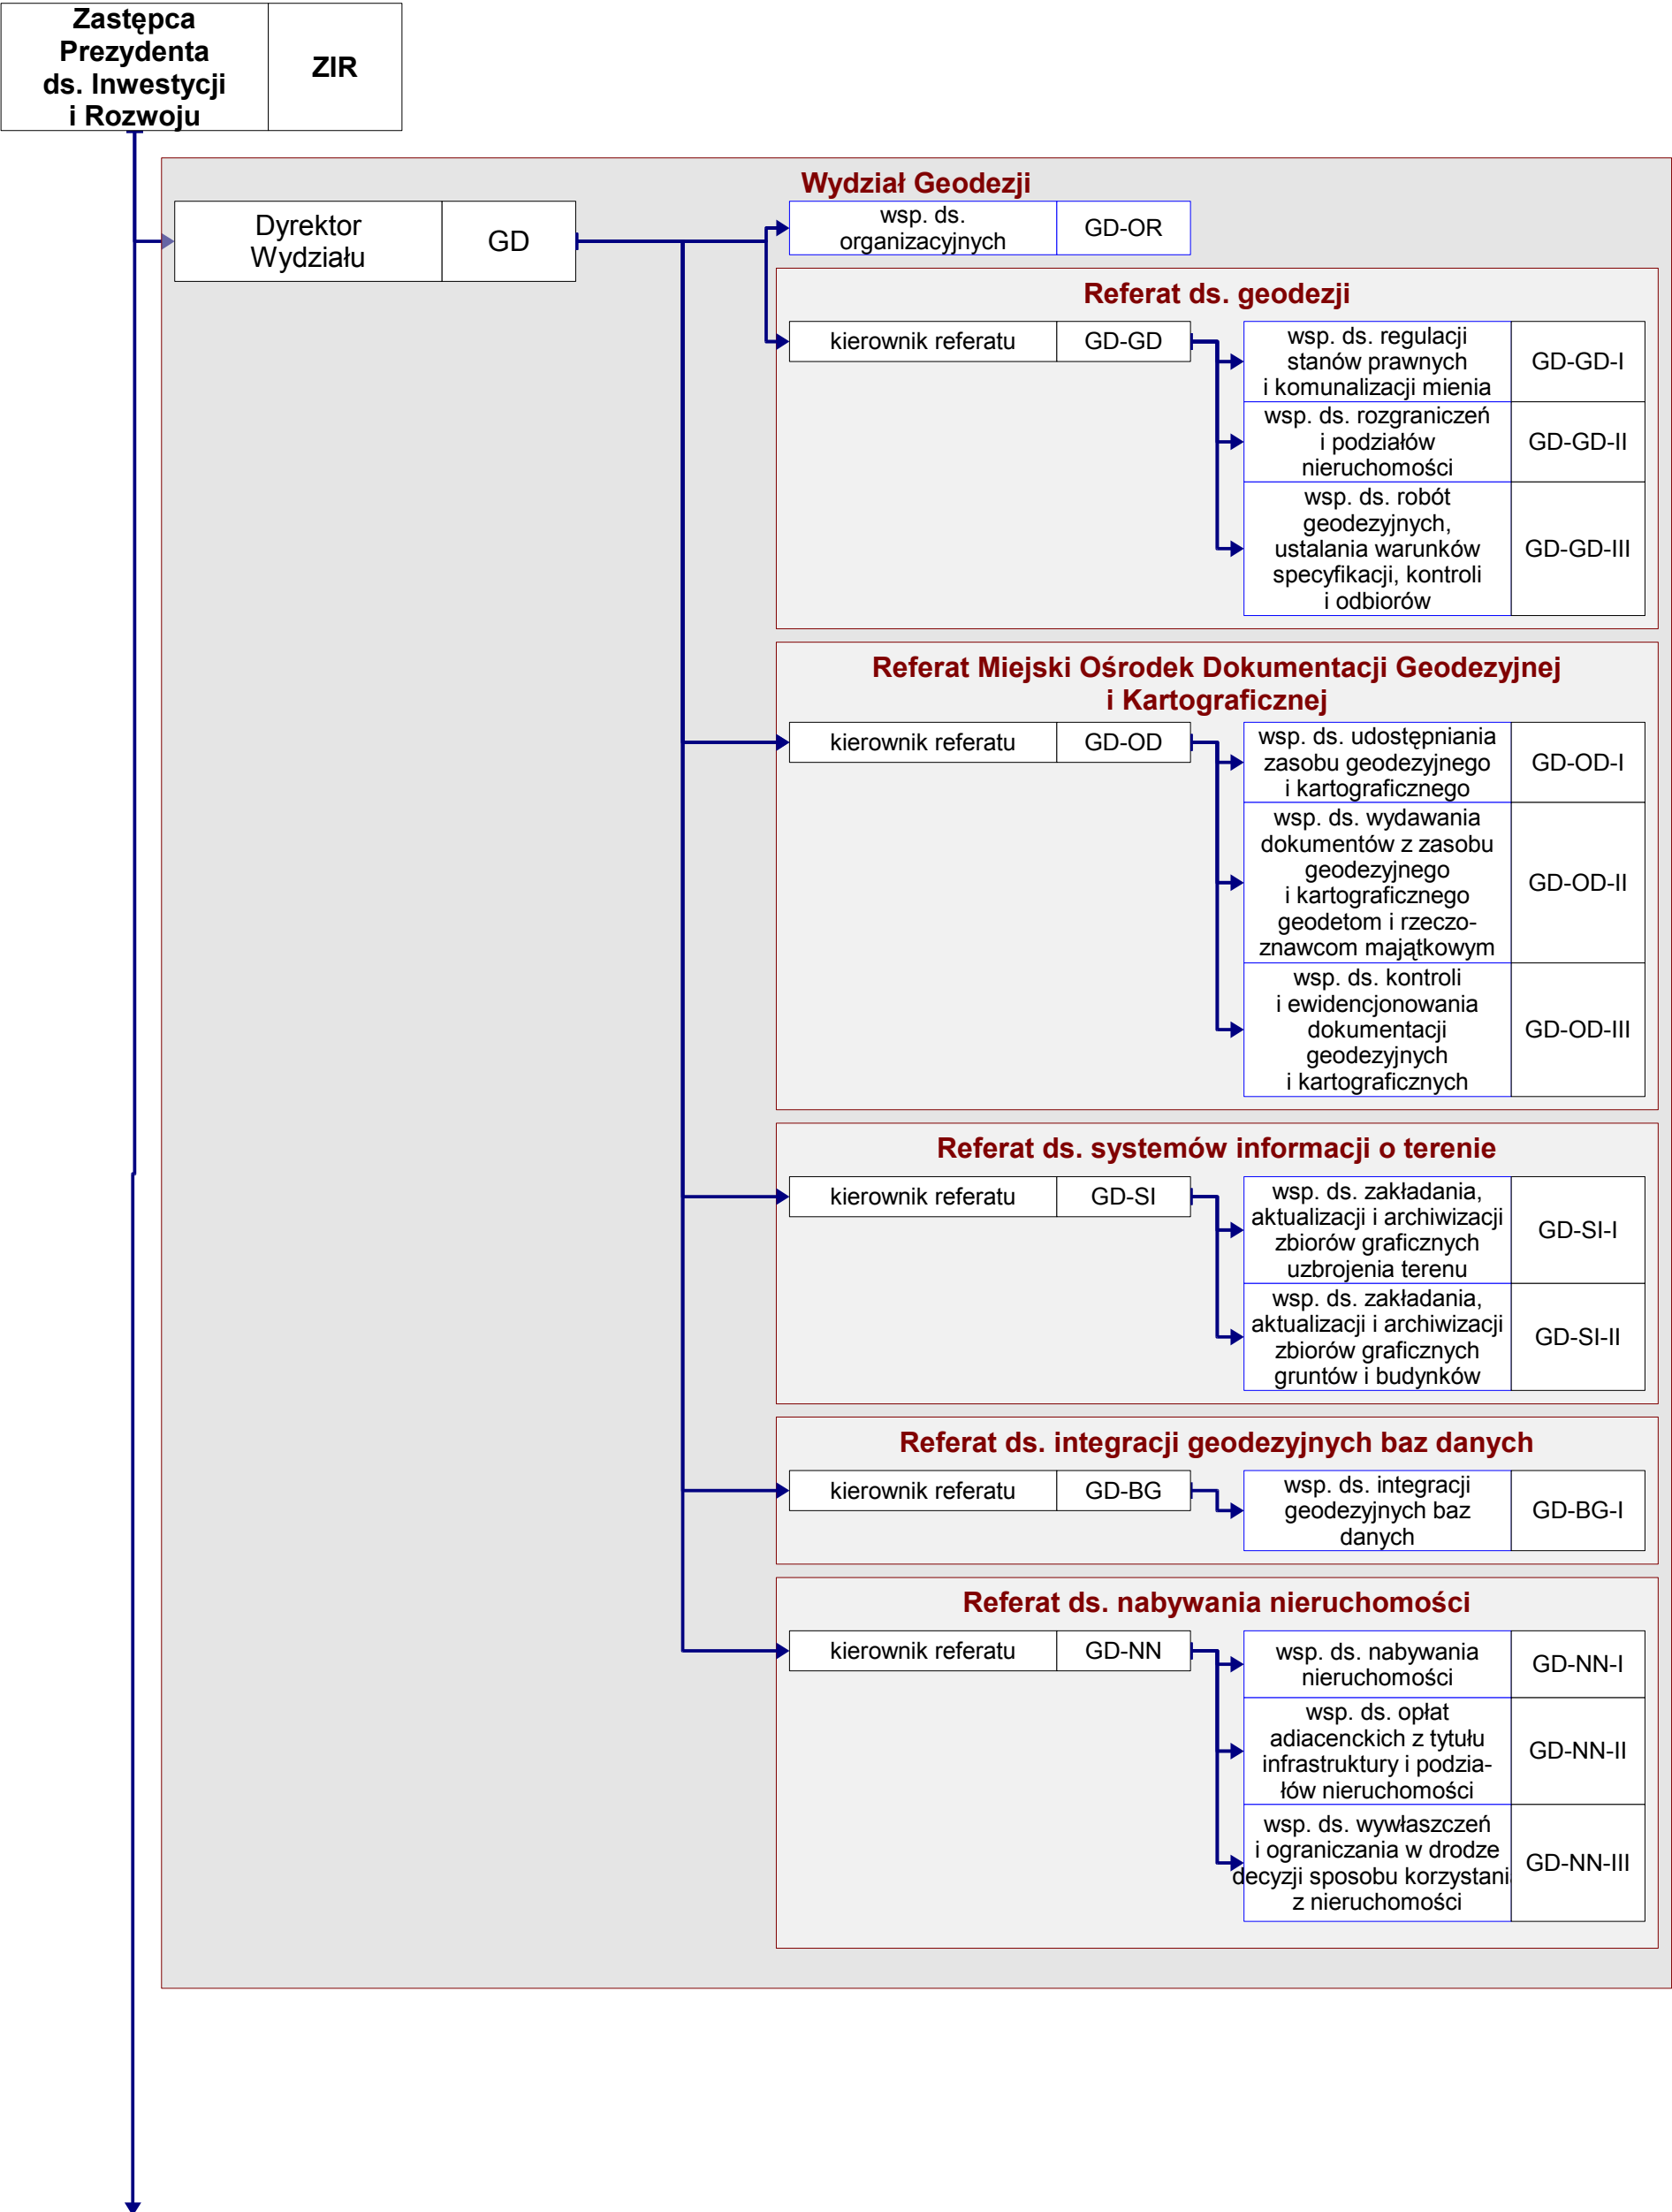 Zastępca
Prezydenta
ds. Inwestycji
i Rozwoju
ZIR
Wydział Geodezji
Dyrektor
Wydziału
GD
wsp. ds.
organizacyjnych
GD-OR
Referat ds. geodezji
kierownik referatu
GD-GD
wsp. ds. regulacji
stanów prawnych
i komunalizacji mienia
GD-GD-I
wsp. ds. rozgraniczeń
i podziałów
nieruchomości
GD-GD-II
wsp. ds. robót
geodezyjnych,
ustalania warunków
specyfikacji, kontroli
i odbiorów
GD-GD-III
Referat Miejski Ośrodek Dokumentacji Geodezyjnej
i Kartograficznej
kierownik referatu
GD-OD
wsp. ds. udostępniania
zasobu geodezyjnego
i kartograficznego
GD-OD-I
wsp. ds. wydawania
dokumentów z zasobu
geodezyjnego
i kartograficznego
geodetom i rzeczo-
znawcom majątkowym
GD-OD-II
wsp. ds. kontroli
i ewidencjonowania
dokumentacji
geodezyjnych
i kartograficznych
GD-OD-III
Referat ds. systemów informacji o terenie
kierownik referatu
GD-SI
wsp. ds. zakładania,
aktualizacji i archiwizacji
zbiorów graficznych
uzbrojenia terenu
GD-SI-I
wsp. ds. zakładania,
aktualizacji i archiwizacji
zbiorów graficznych
gruntów i budynków
GD-SI-II
Referat ds. integracji geodezyjnych baz danych
kierownik referatu
GD-BG
wsp. ds. integracji
geodezyjnych baz
danych
GD-BG-I
Referat ds. nabywania nieruchomości
kierownik referatu
GD-NN
wsp. ds. nabywania
nieruchomości
GD-NN-I
wsp. ds. opłat
adiacenckich z tytułu
infrastruktury i podzia-
łów nieruchomości
GD-NN-II
wsp. ds. wywłaszczeń
i ograniczania w drodze
decyzji sposobu korzystani
z nieruchomości
GD-NN-III